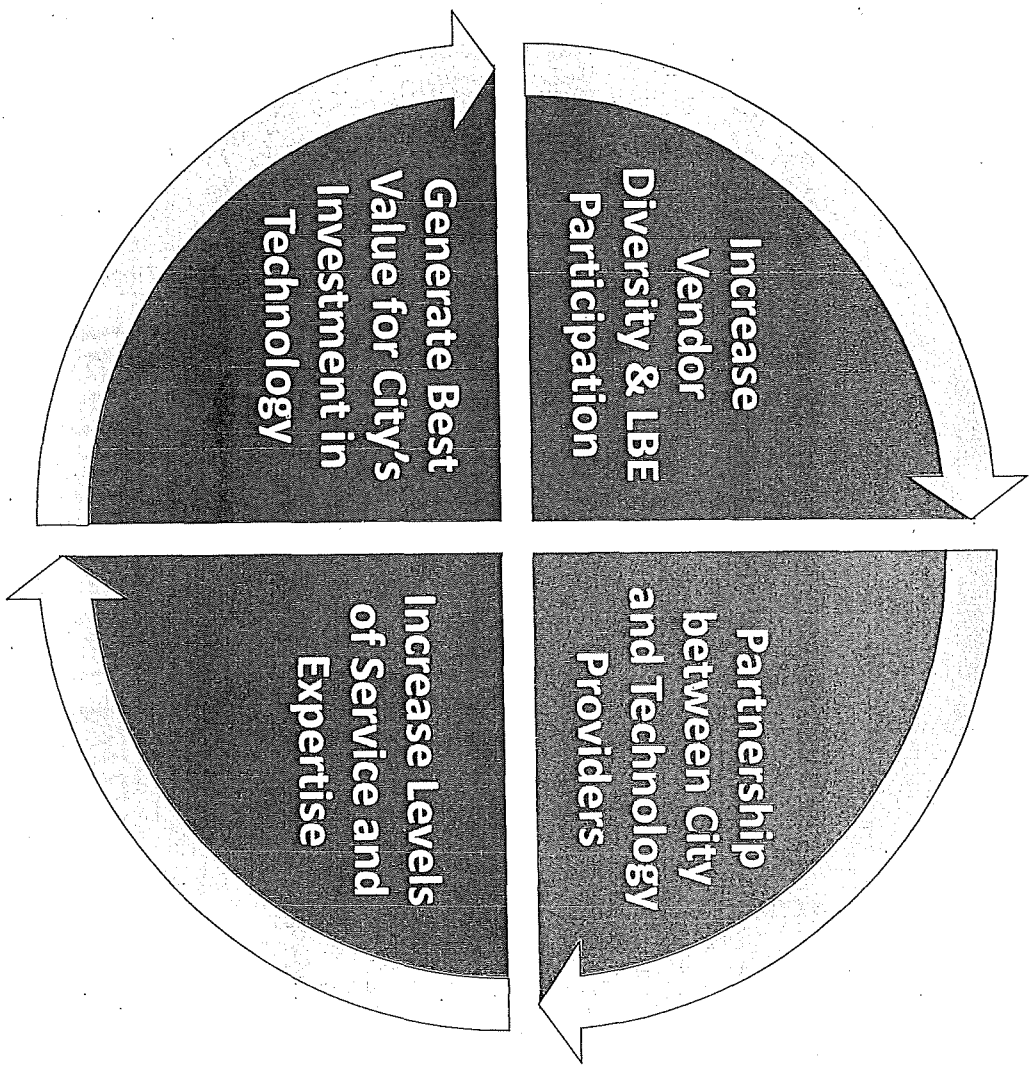 Increase
Vendor
Diversity & LBE
Participation
Partnership
between City
and Technology
Providers
Generate Best
Value for City's
Investment in
Technology
Increase Levels
of Service and
Expertise